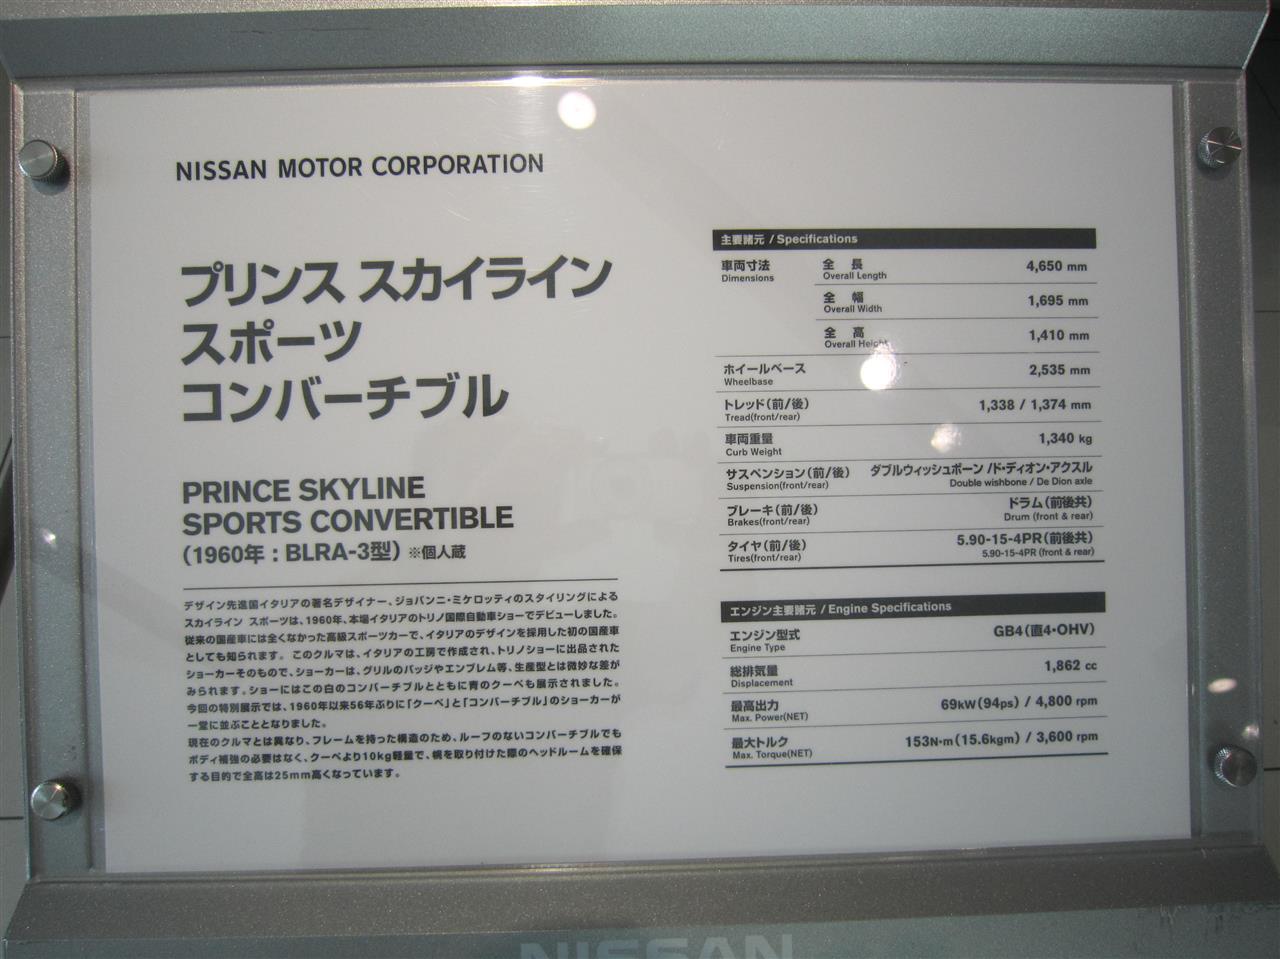 NISSAN MOTOR CORPORATION
プリンス スカイライン
スポーツ
コンバーチブル
PRINCE SKYLINE
SPORTS CONVERTIBLE
(1960年：BLRA-3型) ※個人蔵
デザイン先進国イタリアの著名デザイナー、ジョバンニ・ミケロッティのスタイリングによる
スカイライン スポーツは、1960年、本場イタリアのトリノ国際自動車ショーでデビューしました。
従来の国産車には全くなかった高級スポーツカーで、イタリアのデザインを採用した初の国産車
としても知られます。このクルマは、イタリアの工房で作成され、トリノショーに出品された
ショーカーそのもので、ショーカーは、グリルのバッジやエンブレム等、生産型とは微妙な差が
みられます。ショーにはこの白のコンバーチブルとともに青のクーペも展示されました。
今回の特別展示では、1960年以来56年ぶりに「クーペ」と「コンバーチブル」のショーカーが
一堂に並ぶこととなりました。
現在のクルマとは異なり、フレームを持った構造のため、ルーフのないコンバーチブルでも
ボディ補強の必要はなく、クーペより10kg軽量で、幌を取り付けた際のヘッドルームを確保
する目的で全高は25mm高くなっています。
主要諸元 / Specifications
車両寸法 全 長 4,650 mm
Dimensions Overall Length
全 幅 1,695 mm
Overall Width
全 高 1,410 mm
Overall Height
ホイールベース 2,535 mm
Wheelbase
トレッド(前/後) 1,338 / 1,374 mm
Tread(front/rear)
車両重量 1,340 kg
Curb Weight
サスペンション(前/後) ダブルウィッシュボーン /ド・ディオン・アクスル
Suspension(front/rear) Double wishbone / De Dion axle
ブレーキ(前/後) ドラム(前後共)
Brakes(front/rear) Drum (front & rear)
タイヤ(前/後) 5.90-15-4PR(前後共)
Tires(front/rear) 5.90-15-4PR (front & rear)
エンジン主要諸元 / Engine Specifications
エンジン型式 GB4(直4・OHV)
Engine Type
総排気量 1,862 cc
Displacement
最高出力 69kW(94ps) / 4,800 rpm
Max. Power(NET)
最大トルク 153N・m(15.6kgm) / 3,600 rpm
Max. Torque(NET)
NISSAN